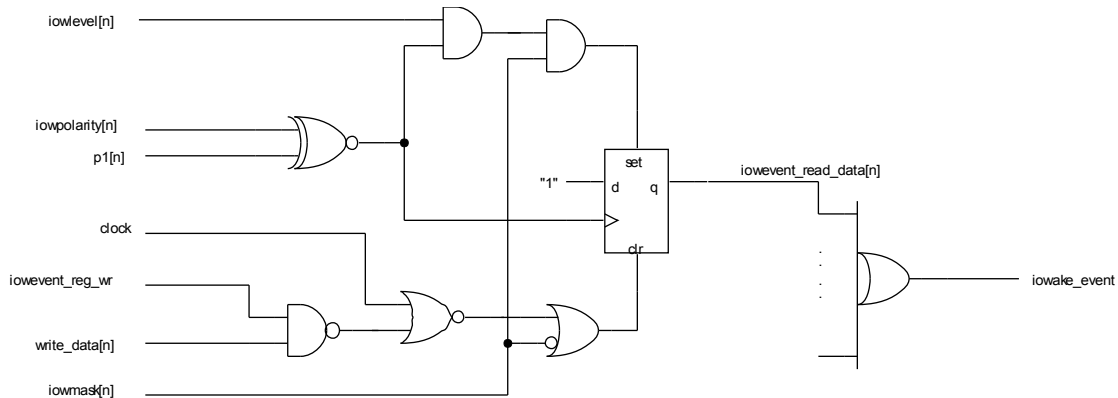 iowlevel[n]
iowpolarity[n]
p1[n]
set
"1"
d
q
iowevent_read_data[n]
clock
clr
iowevent_reg_wr
iowake_event
write_data[n]
iowmask[n]